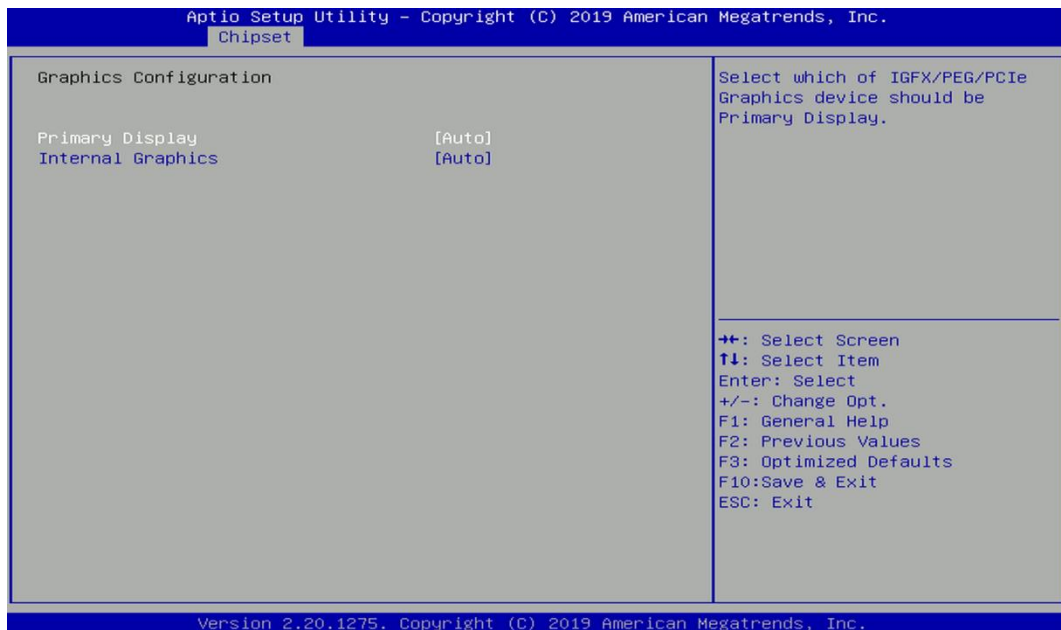 Aptio Setup Utility – Copyright (C) 2019 American Megatrends, Inc.
Chipset
Graphics Configuration
Primary Display [Auto]
Internal Graphics [Auto]
Select which of IGFX/PEG/PCIe
Graphics device should be
Primary Display.
→←: Select Screen
↑↓: Select Item
Enter: Select
+/-: Change Opt.
F1: General Help
F2: Previous Values
F3: Optimized Defaults
F10:Save & Exit
ESC: Exit
Version 2.20.1275. Copyright (C) 2019 American Megatrends, Inc.